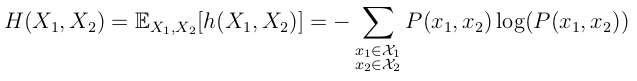 H(X_1, X_2) = \mathbb{E}_{X_1, X_2}[h(X_1, X_2)] = - \sum_{\substack{x_1 \in \mathcal{X}_1 \\ x_2 \in \mathcal{X}_2}} P(x_1, x_2) \log(P(x_1, x_2))